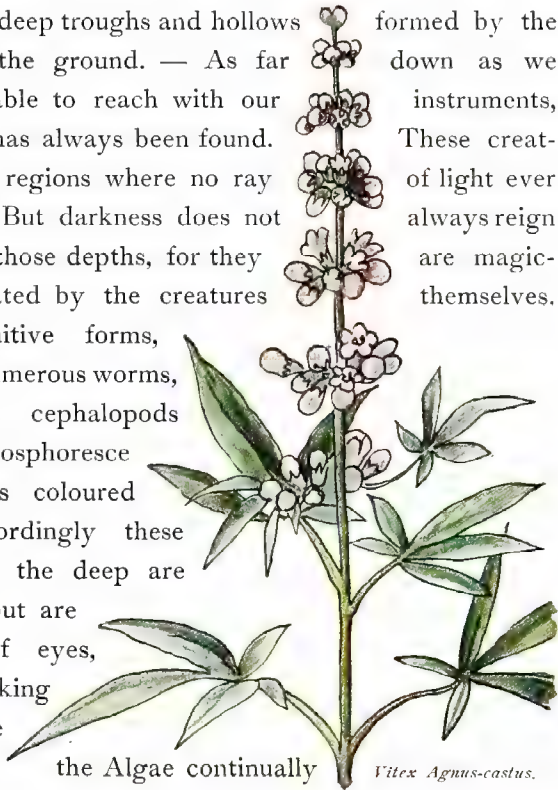 deep troughs and hollows formed by the
the ground. — As far down as we
able to reach with our instruments,
has always been found. These creat-
regions where no ray of light ever
But darkness does not always reign
those depths, for they are magic-
ated by the creatures themselves.
itive forms,
merous worms,
cephalopods
osphoresce
s coloured
ordingly these
the deep are
out are
f eyes,
king
e
the Algae continually
Vitex Agnus-castus.